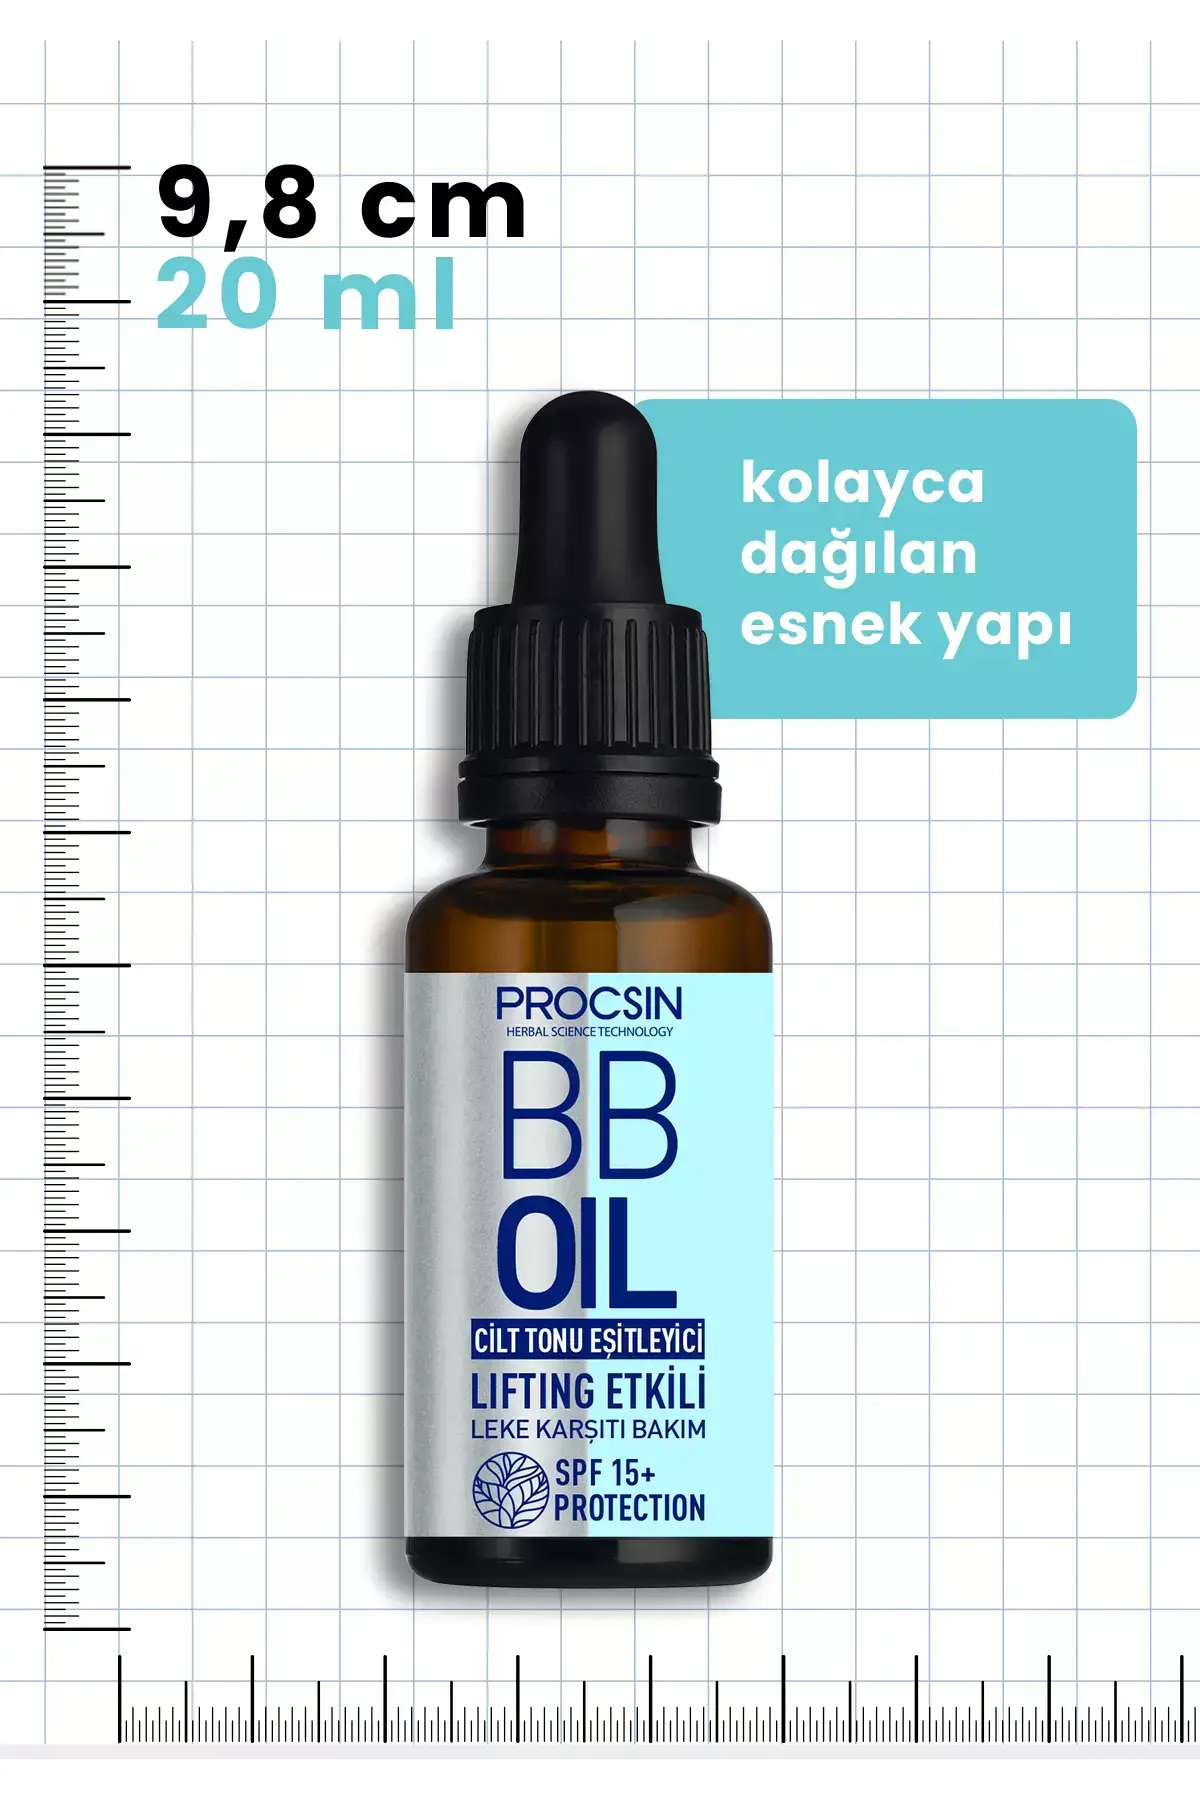 9,8 cm
20 ml
kolayca
dağılan
esnek yapı
PROCSIN
HERBAL SCIENCE TECHNOLOGY
BB
OIL
CİLT TONU EŞİTLEYİCİ
LIFTING ETKİLİ
LEKE KARŞITI BAKIM
SPF 15+
PROTECTION